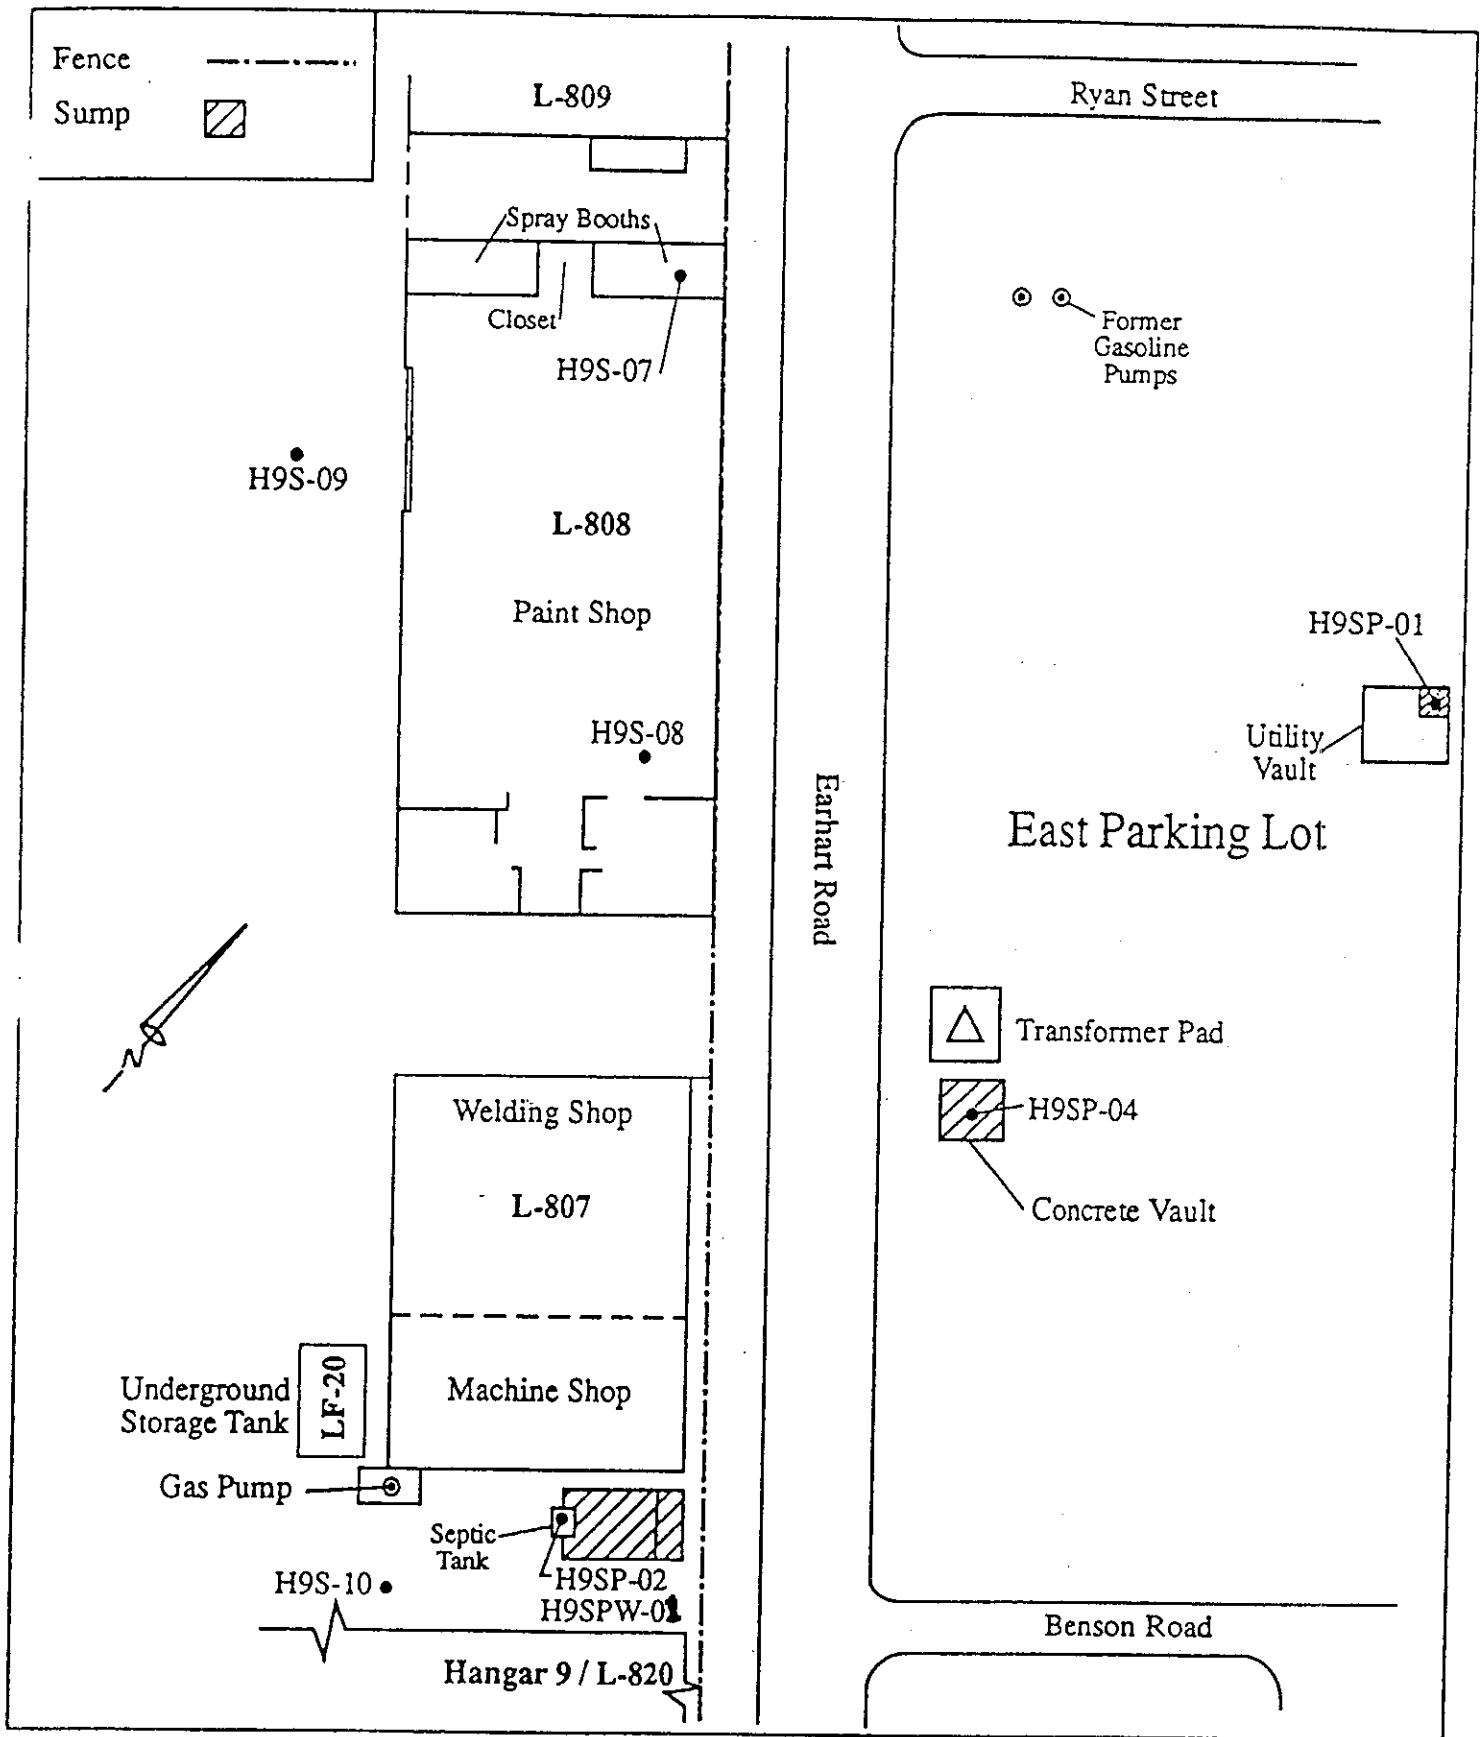 Fence
Sump
L-809
Ryan Street
Spray Booths
Closet
H9S-07
Former
Gasoline
Pumps
H9S-09
L-808
Paint Shop
H9SP-01
H9S-08
Utility
Vault
East Parking Lot
Earhart Road
N
Transformer Pad
Welding Shop
H9SP-04
L-807
Concrete Vault
Underground
Storage Tank
LF-20
Machine Shop
Gas Pump
Septic
Tank
H9S-10
H9SP-02
H9SPW-01
Benson Road
Hangar 9 / L-820